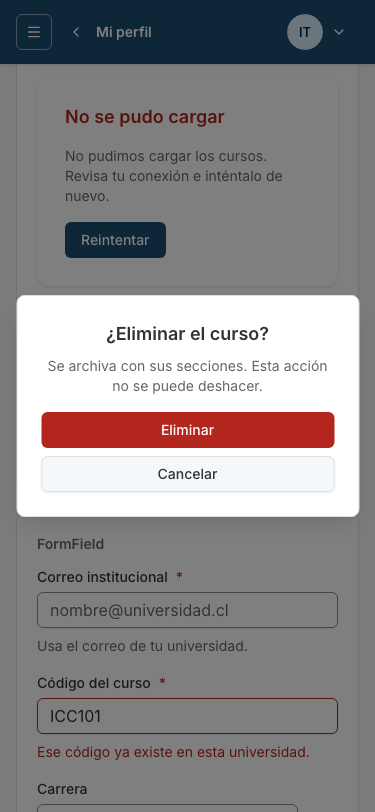 Mi perfil
IT
No se pudo cargar
No pudimos cargar los cursos.
Revisa tu conexión e inténtalo de
nuevo.
Reintentar
¿Eliminar el curso?
Se archiva con sus secciones. Esta acción
no se puede deshacer.
Eliminar
Cancelar
FormField
Correo institucional *
nombre@universidad.cl
Usa el correo de tu universidad.
Código del curso *
ICC101
Ese código ya existe en esta universidad.
Carrera